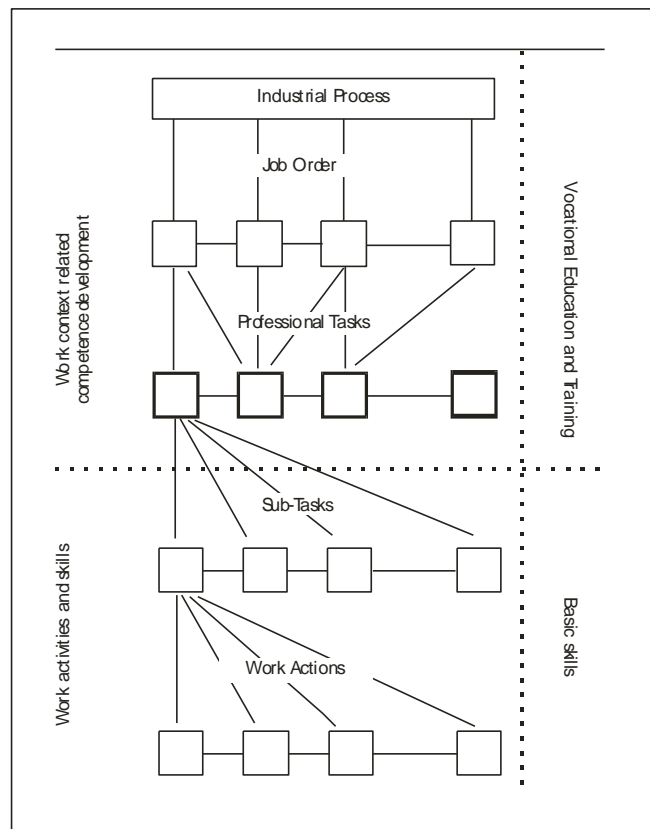 Industrial Process
Job Order
Professional Tasks
Sub-Tasks
Work Actions
Work context related
competence development
Work activities and skills
Vocational Education and Training
Basic skills